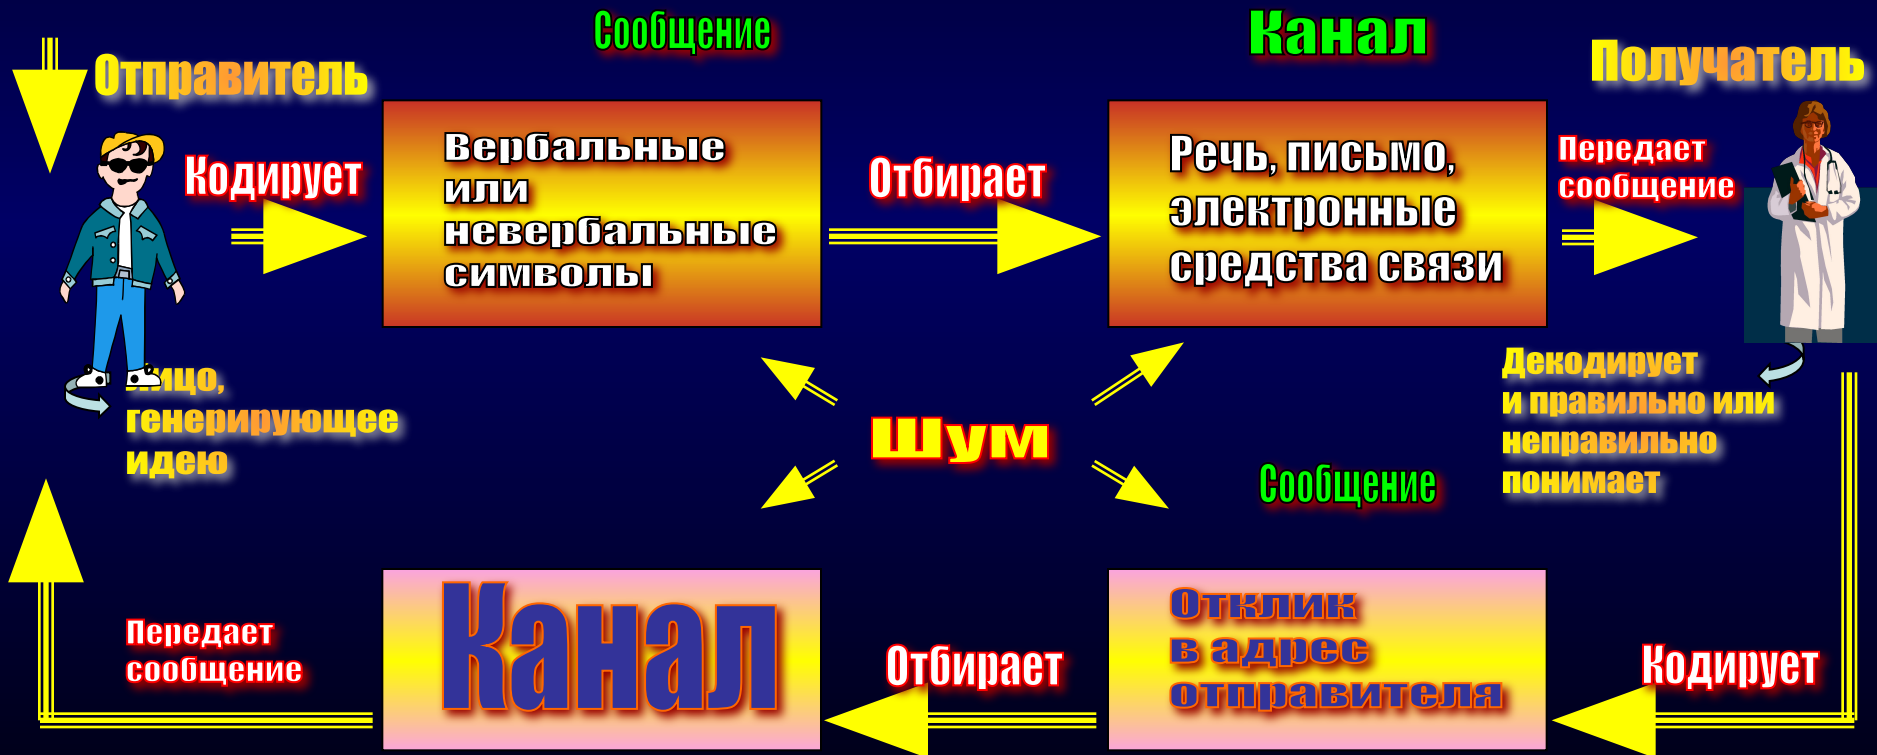 Сообщение
Канал
Отправитель
Получатель
Кодирует
Вербальные
или
невербальные
символы
Отбирает
Речь, письмо,
электронные
средства связи
Передает
сообщение
Лицо,
генерирующее
идею
Шум
Декодирует
и правильно или
неправильно
понимает
Сообщение
Передает
сообщение
Канал
Отбирает
Отклик
в адрес
отправителя
Кодирует